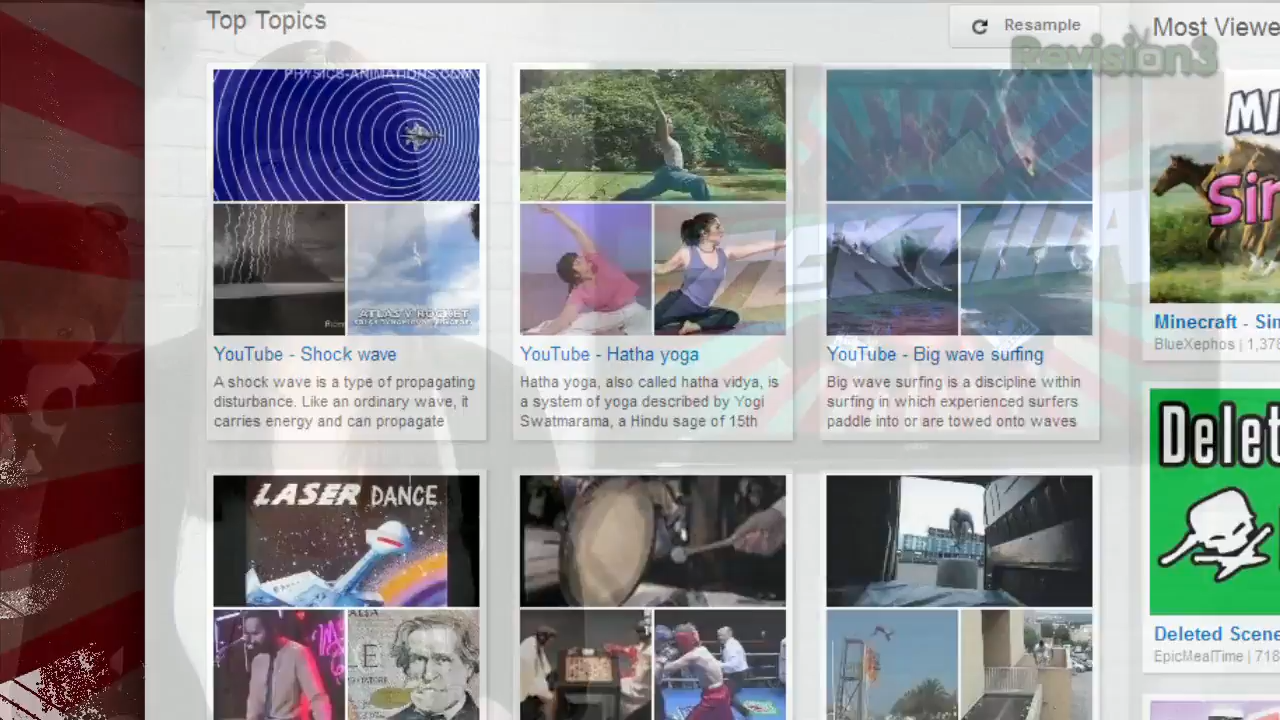 Top Topics
Resample
Most Viewe
Revision3
PHYSICS-ANIMATIONS.COM
ATLAS V ROCKET
YouTube - Shock wave
A shock wave is a type of propagating
disturbance. Like an ordinary wave, it
carries energy and can propagate
YouTube - Hatha yoga
Hatha yoga, also called hatha vidya, is
a system of yoga described by Yogi
Swatmarama, a Hindu sage of 15th
YouTube - Big wave surfing
Big wave surfing is a discipline within
surfing in which experienced surfers
paddle into or are towed onto waves
TEKZILLA
MI
Sin
Minecraft - Sin
BlueXephos | 1,378
LASER DANCE
Delet
Deleted Scene
EpicMealTime | 718